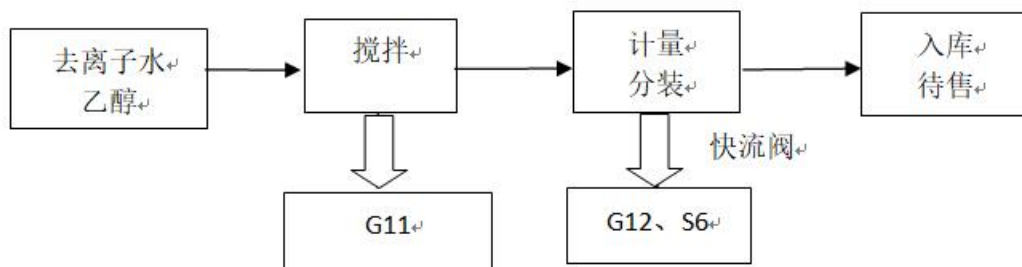 去离子水
乙醇
搅拌
计量
分装
入库
待售
快流阀
G11
G12、S6